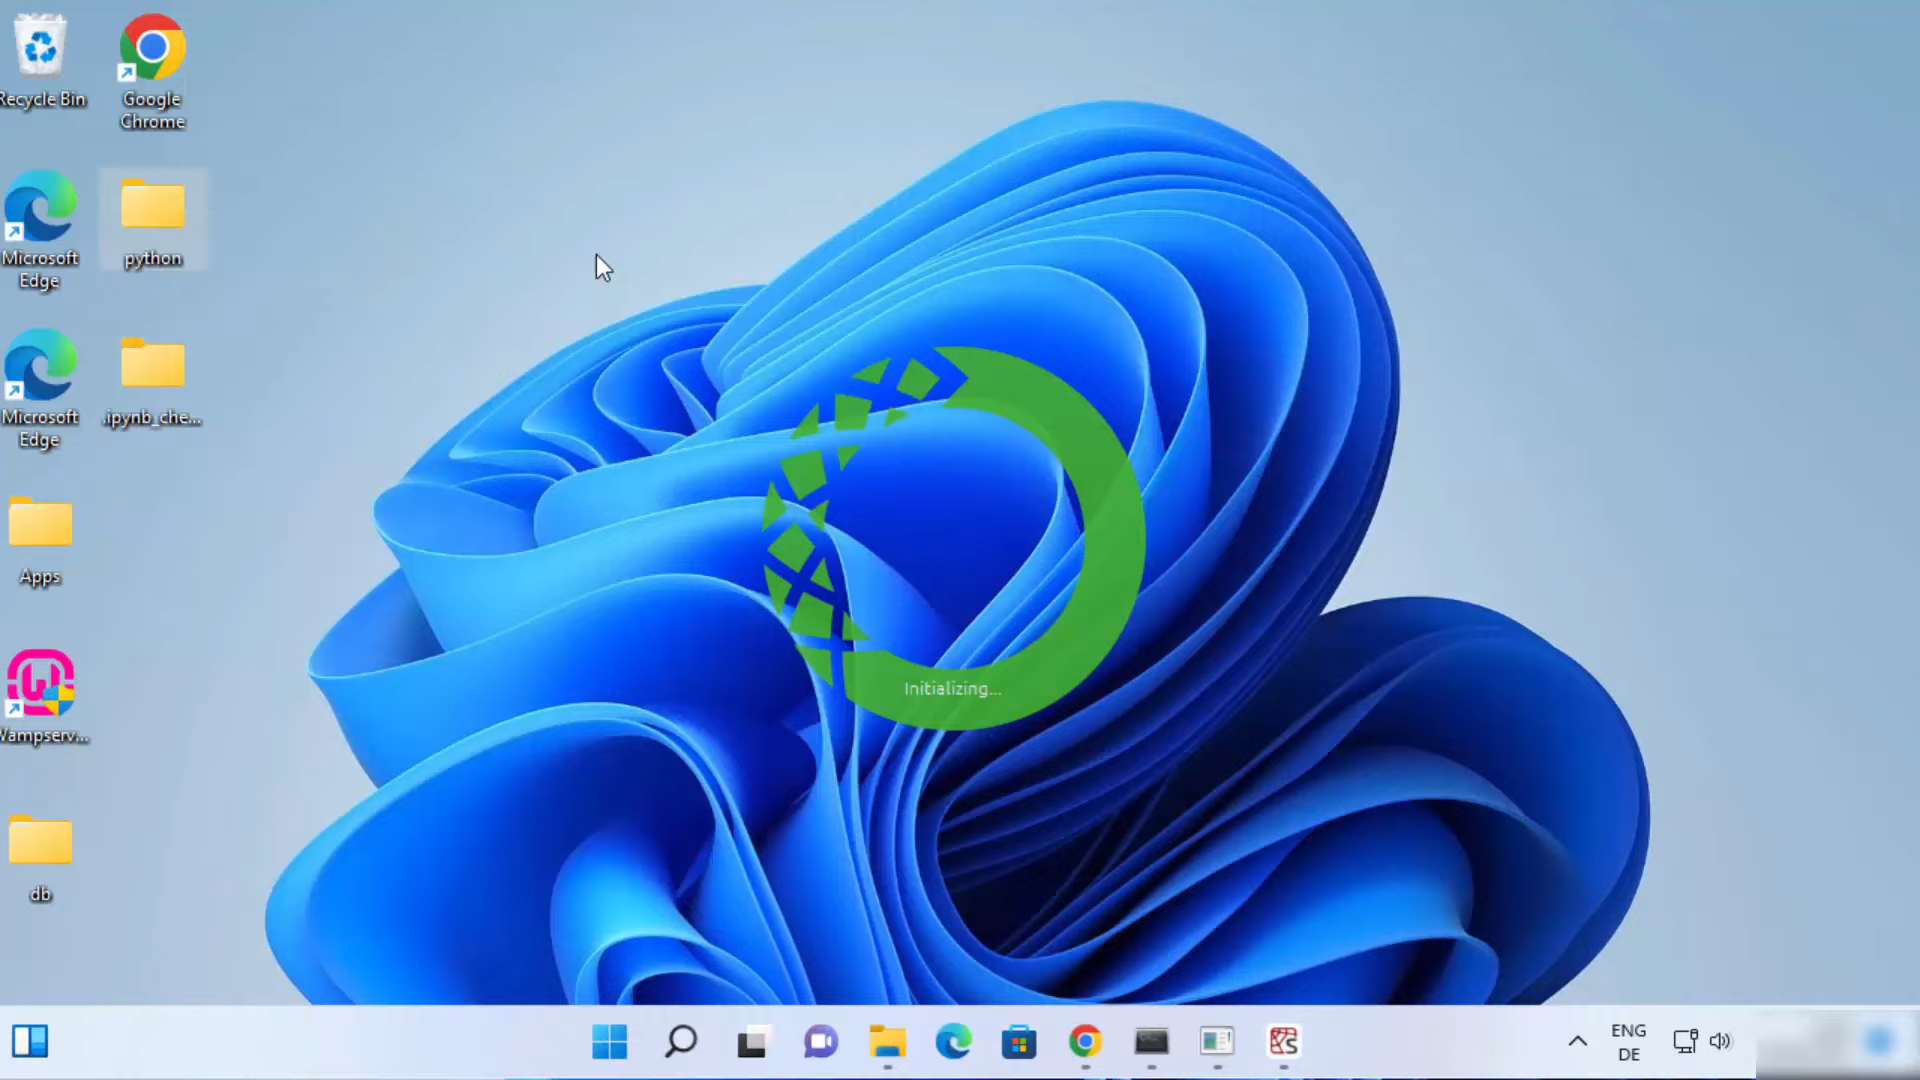 Recycle Bin
Google
Chrome
Microsoft
Edge
python
Microsoft
Edge
.ipynb_che...
Apps
Wampserv...
db
Initializing...
ENG
DE